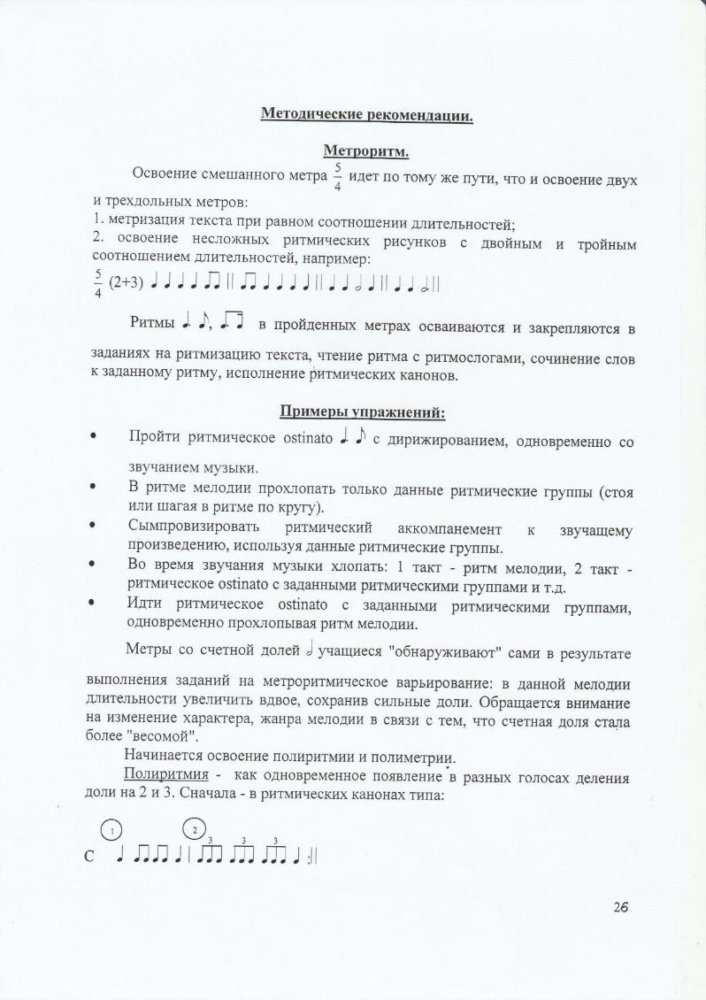 Методические рекомендации.
Метроритм.
Освоение смешанного метра 5/4 идет по тому же пути, что и освоение двух
и трехдольных метров:
1. метризация текста при равном соотношении длительностей;
2. освоение несложных ритмических рисунков с двойным и тройным
соотношением длительностей, например:
5/4 (2+3) ♩ ♩ ♩ ♩ ♫ || ♫ ♩ ♩ ♩ ♩ || ♩ ♩ 𝅗𝅥 ♩ || ♩ ♩ 𝅗𝅥. ||
Ритмы ♩. ♪, ♫ в пройденных метрах осваиваются и закрепляются в
заданиях на ритмизацию текста, чтение ритма с ритмослогами, сочинение слов
к заданному ритму, исполнение ритмических канонов.
Примеры упражнений:
• Пройти ритмическое ostinato ♩. ♪ с дирижированием, одновременно со
звучанием музыки.
• В ритме мелодии прохлопать только данные ритмические группы (стоя
или шагая в ритме по кругу).
• Сымпровизировать ритмический аккомпанемент к звучащему
произведению, используя данные ритмические группы.
• Во время звучания музыки хлопать: 1 такт - ритм мелодии, 2 такт -
ритмическое ostinato с заданными ритмическими группами и т.д.
• Идти ритмическое ostinato с заданными ритмическими группами,
одновременно прохлопывая ритм мелодии.
Метры со счетной долей 𝅗𝅥 учащиеся "обнаруживают" сами в результате
выполнения заданий на метроритмическое варьирование: в данной мелодии
длительности увеличить вдвое, сохранив сильные доли. Обращается внимание
на изменение характера, жанра мелодии в связи с тем, что счетная доля стала
более "весомой".
Начинается освоение полиритмии и полиметрии.
Полиритмия - как одновременное появление в разных голосах деления
доли на 2 и 3. Сначала - в ритмических канонах типа:
1 2
3 3 3
С ♩ ♫♫ ♩ | ♫♪ ♫♪ ♫♪ ♩ :||
26